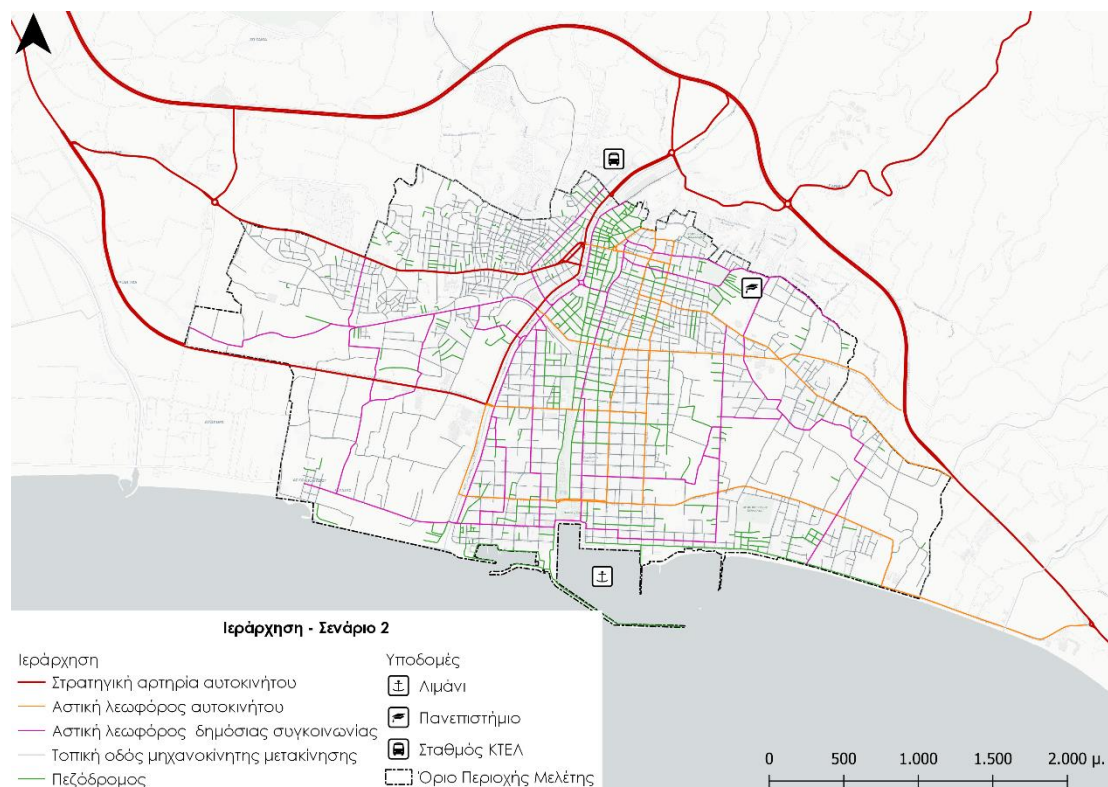 Ιεράρχηση - Σενάριο 2
Ιεράρχηση
Στρατηγική αρτηρία αυτοκινήτου
Αστική λεωφόρος αυτοκινήτου
Αστική λεωφόρος δημόσιας συγκοινωνίας
Τοπική οδός μηχανοκίνητης μετακίνησης
Πεζόδρομος
Υποδομές
Λιμάνι
Πανεπιστήμιο
Σταθμός ΚΤΕΛ
Όριο Περιοχής Μελέτης
0 500 1.000 1.500 2.000 μ.